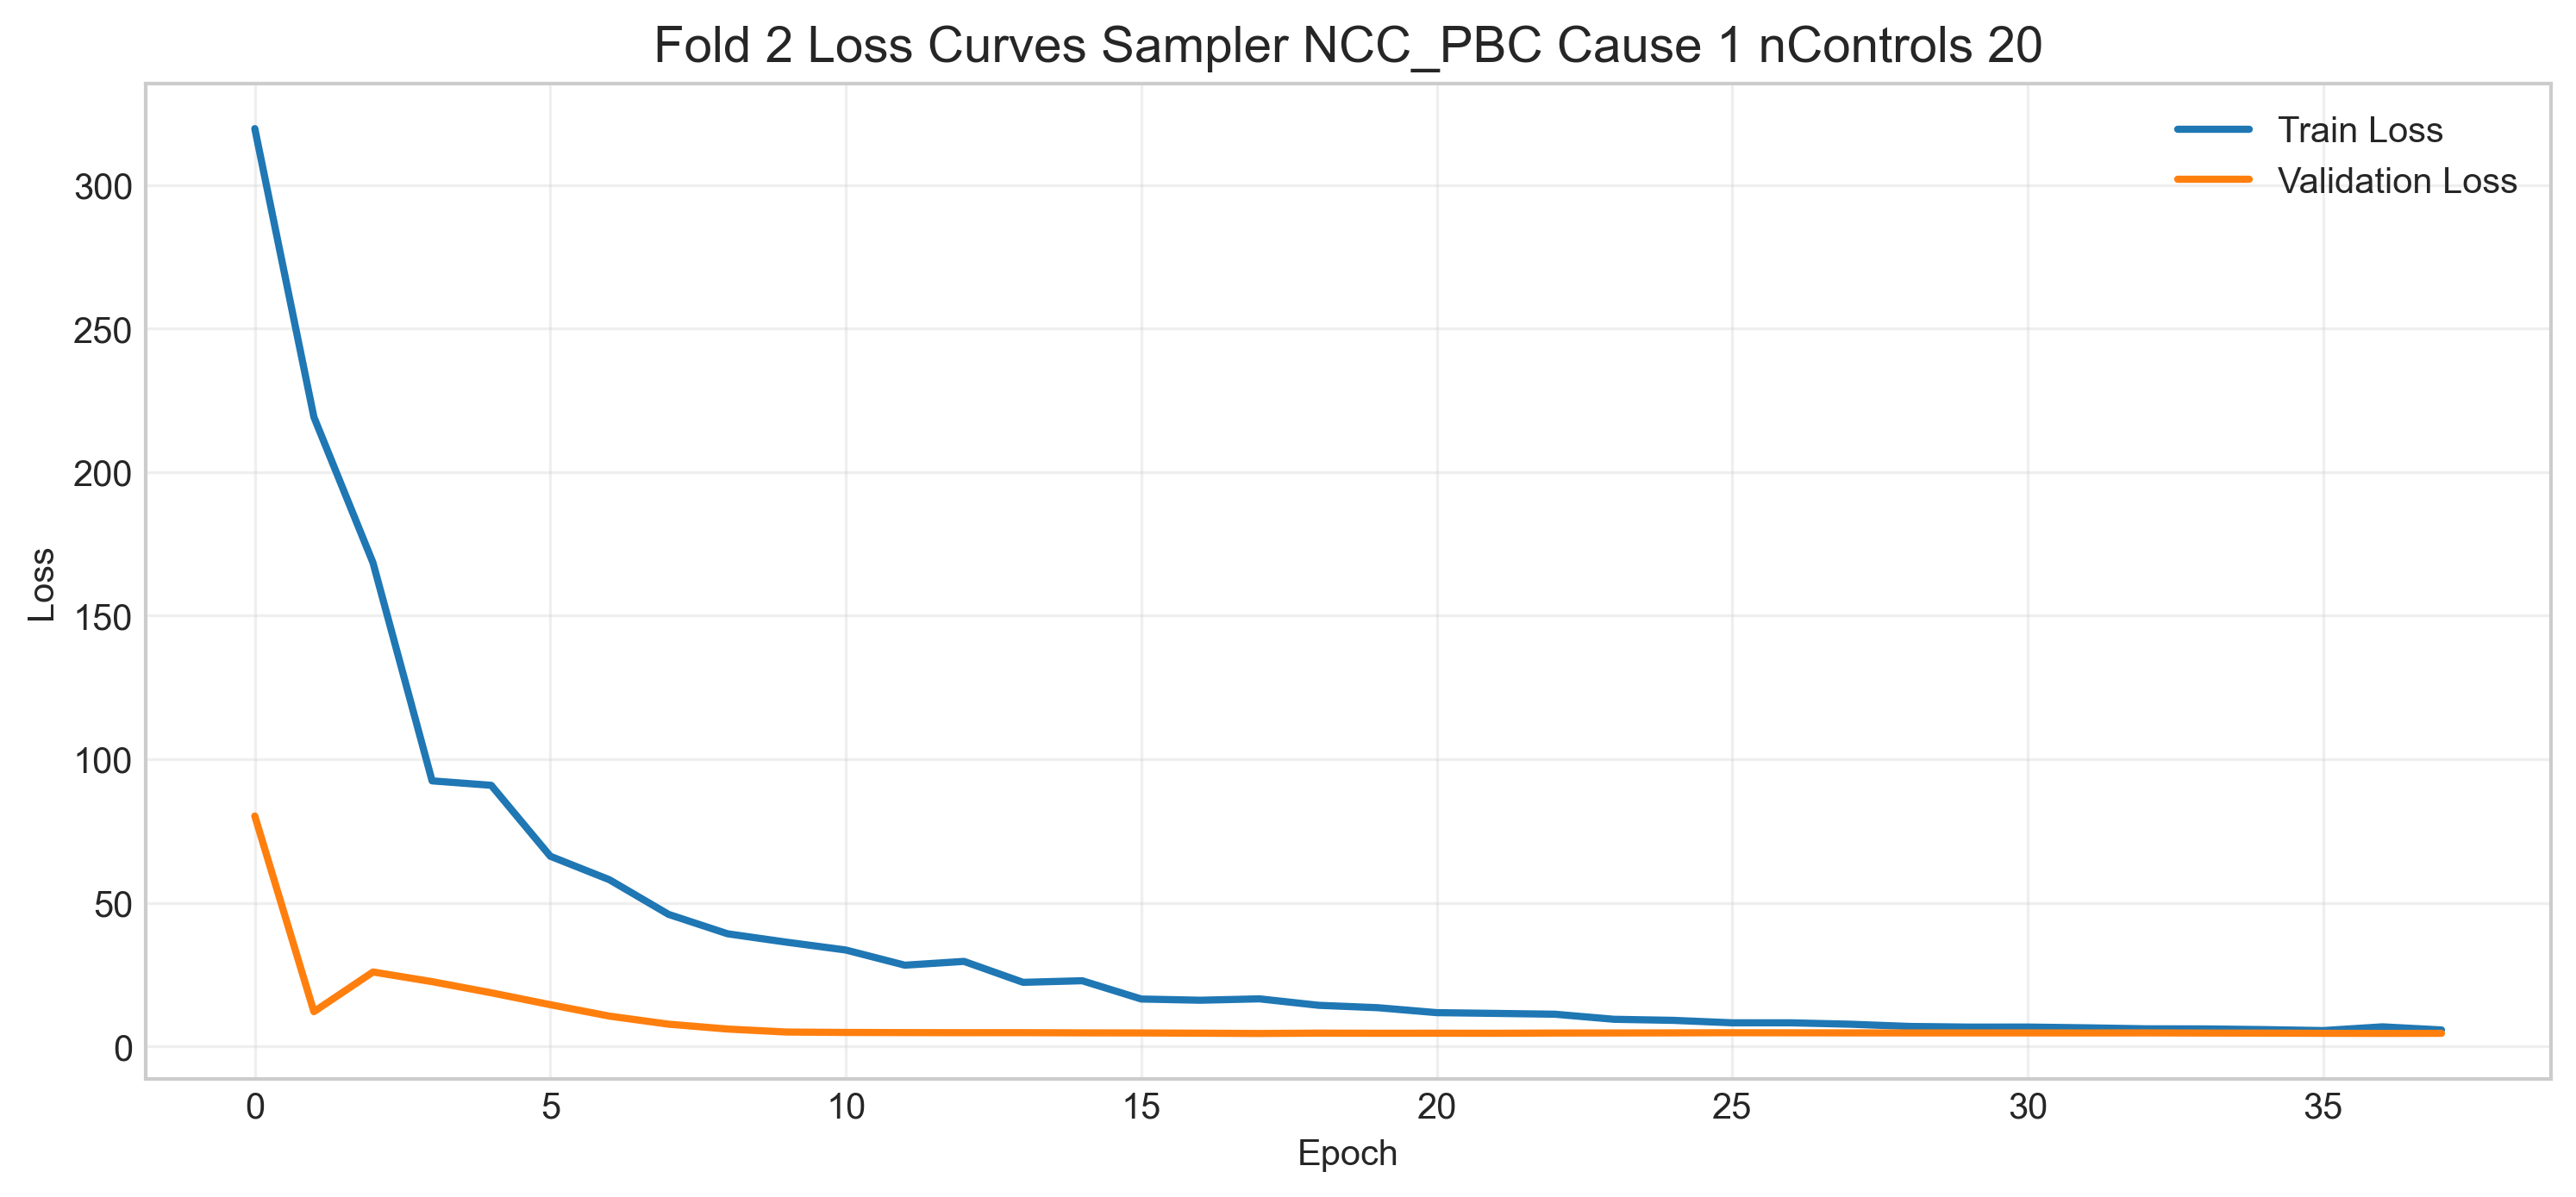 Fold 2 Loss Curves Sampler NCC_PBC Cause 1 nControls 20
Train Loss
Validation Loss
Loss
300
250
200
150
100
50
0
0 5 10 15 20 25 30 35
Epoch